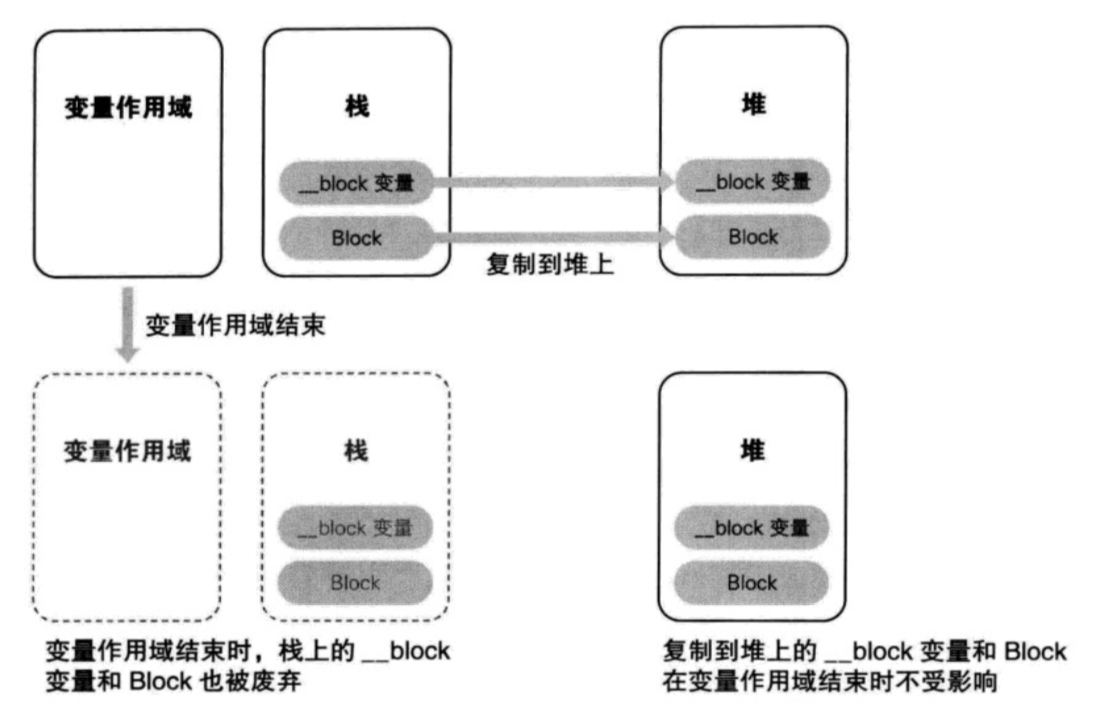 变量作用域
栈
堆
__block 变量
__block 变量
Block
Block
复制到堆上
变量作用域结束
变量作用域
栈
堆
__block 变量
__block 变量
Block
Block
变量作用域结束时，栈上的 __block
变量和 Block 也被废弃
复制到堆上的 __block 变量和 Block
在变量作用域结束时不受影响